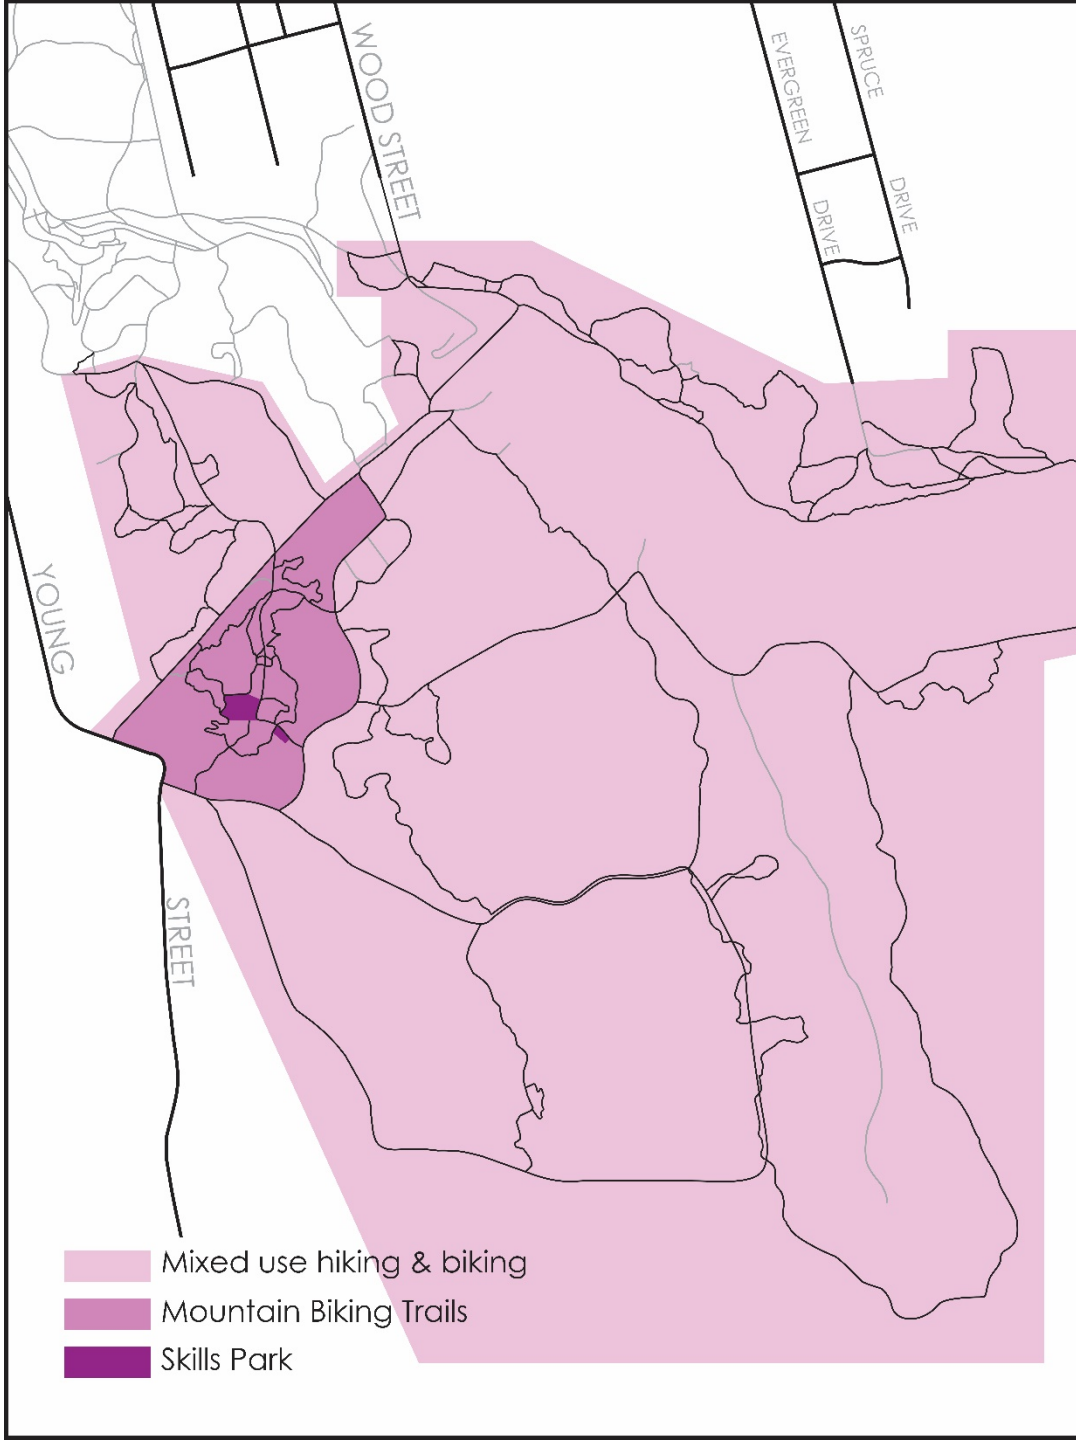 WOOD STREET
EVERGREEN
DRIVE
SPRUCE
DRIVE
YOUNG
STREET
Mixed use hiking & biking
Mountain Biking Trails
Skills Park